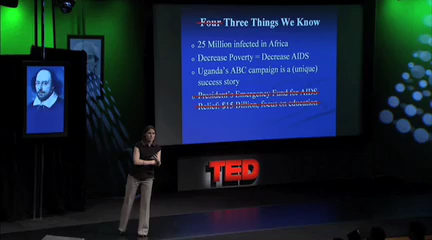 Four Three Things We Know
25 Million infected in Africa
Decrease Poverty = Decrease AIDS
Uganda's ABC campaign is a (unique)
success story
President's Emergency Fund for AIDS
Relief: $15 Billion, focus on education
TED